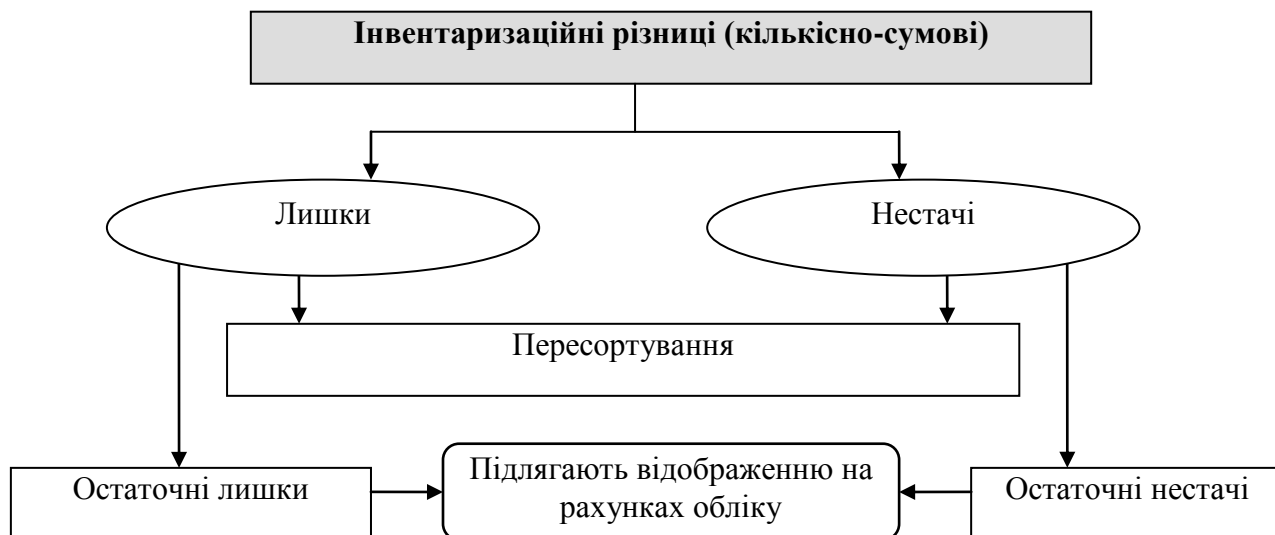 Інвентаризаційні різниці (кількісно-сумові)
Лишки
Нестачі
Пересортування
Остаточні лишки
Підлягають відображенню на
рахунках обліку
Остаточні нестачі